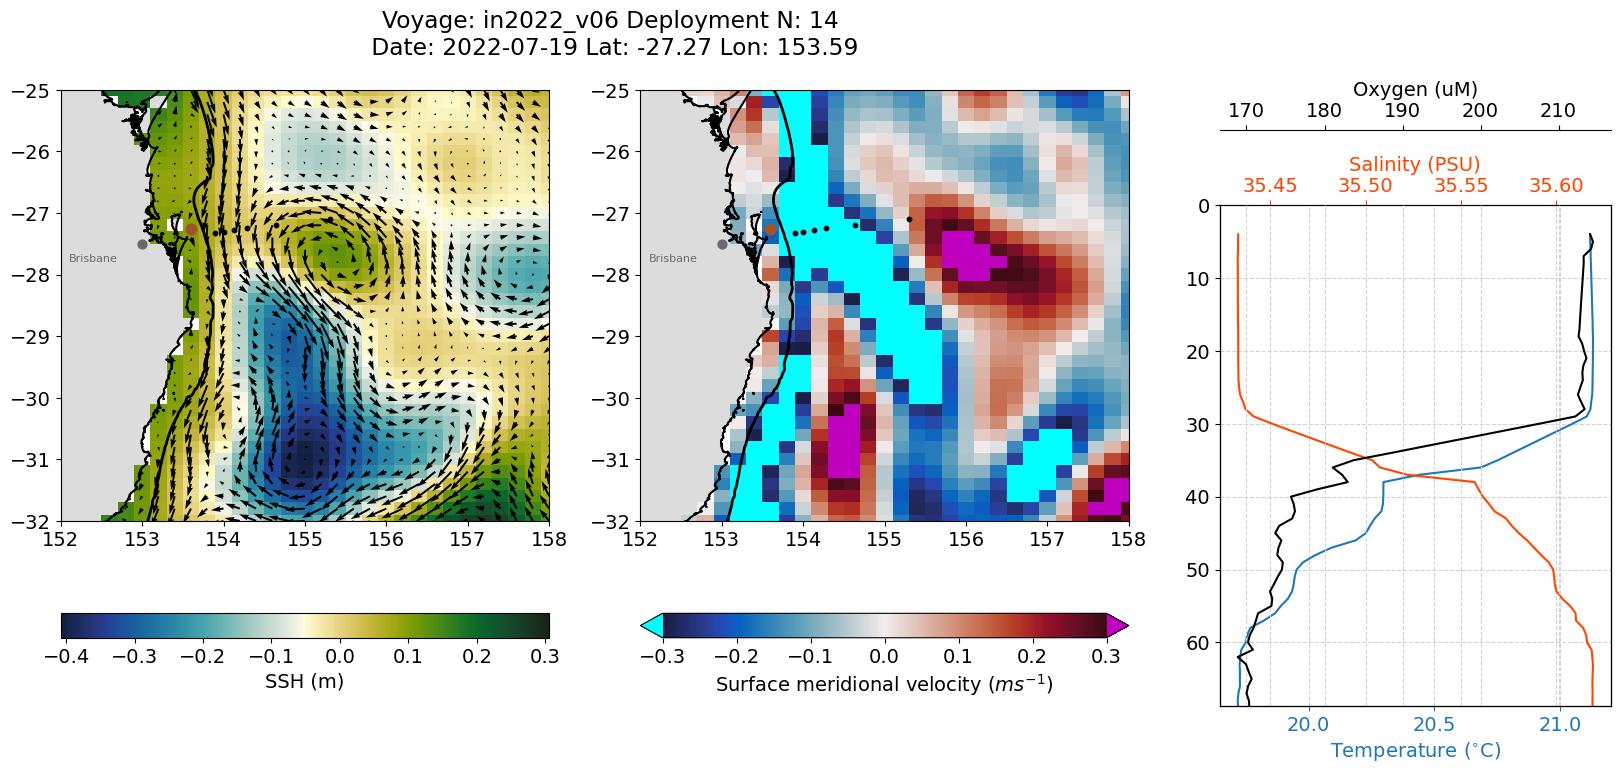 Voyage: in2022_v06 Deployment N: 14
Date: 2022-07-19 Lat: -27.27 Lon: 153.59
−25
−26
−27
−28
−29
−30
−31
−32
152 153 154 155 156 157 158
Brisbane
−0.4 −0.3 −0.2 −0.1 0.0 0.1 0.2 0.3
SSH (m)
−25
−26
−27
−28
−29
−30
−31
−32
152 153 154 155 156 157 158
Brisbane
−0.3 −0.2 −0.1 0.0 0.1 0.2 0.3
Surface meridional velocity (ms⁻¹)
Oxygen (uM)
170 180 190 200 210
Salinity (PSU)
35.45 35.50 35.55 35.60
0
10
20
30
40
50
60
20.0 20.5 21.0
Temperature (°C)